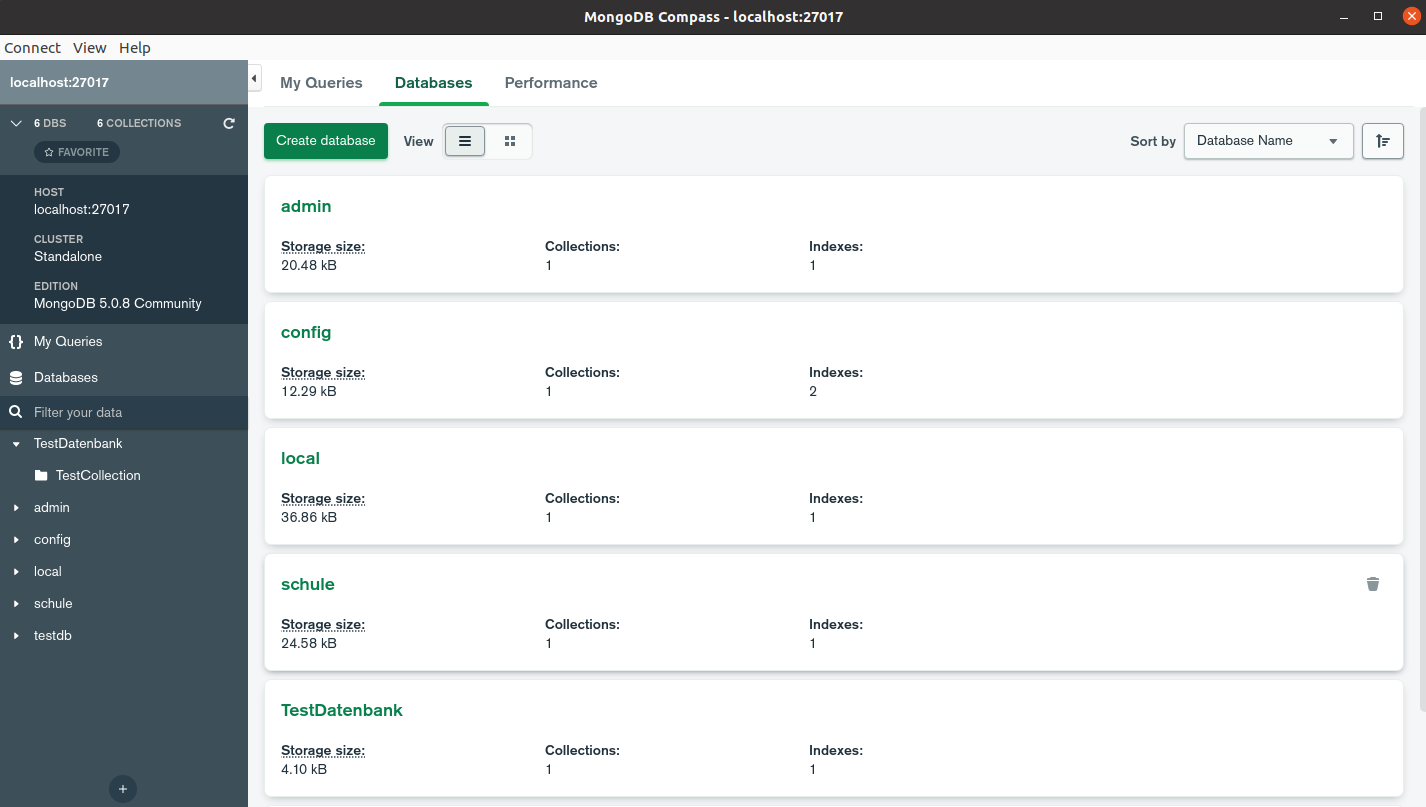 MongoDB Compass - localhost:27017
Connect View Help
localhost:27017
6 DBS 6 COLLECTIONS
FAVORITE
HOST
localhost:27017
CLUSTER
Standalone
EDITION
MongoDB 5.0.8 Community
{} My Queries
Databases
Filter your data
TestDatenbank
TestCollection
admin
config
local
schule
testdb
+
My Queries Databases Performance
Create database View Sort by Database Name
admin
Storage size: Collections: Indexes:
20.48 kB 1 1
config
Storage size: Collections: Indexes:
12.29 kB 1 2
local
Storage size: Collections: Indexes:
36.86 kB 1 1
schule
Storage size: Collections: Indexes:
24.58 kB 1 1
TestDatenbank
Storage size: Collections: Indexes:
4.10 kB 1 1